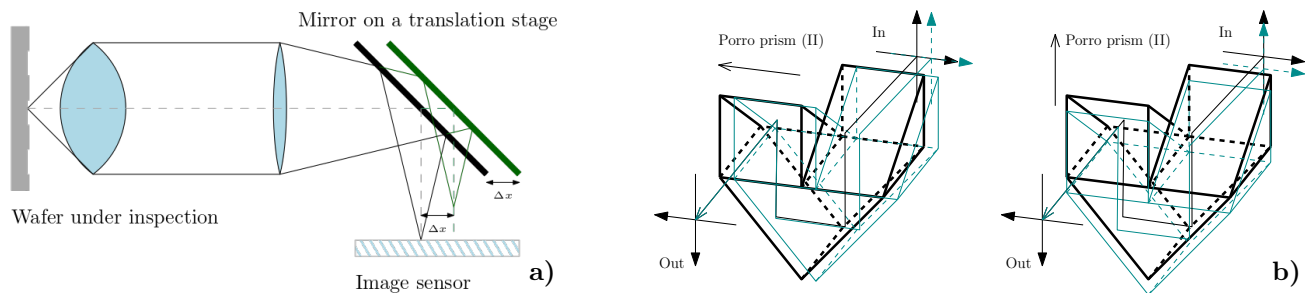 Mirror on a translation stage
Δx
Δx
Wafer under inspection
Image sensor
a)
Porro prism (II)
In
Out
Porro prism (II)
In
Out
b)